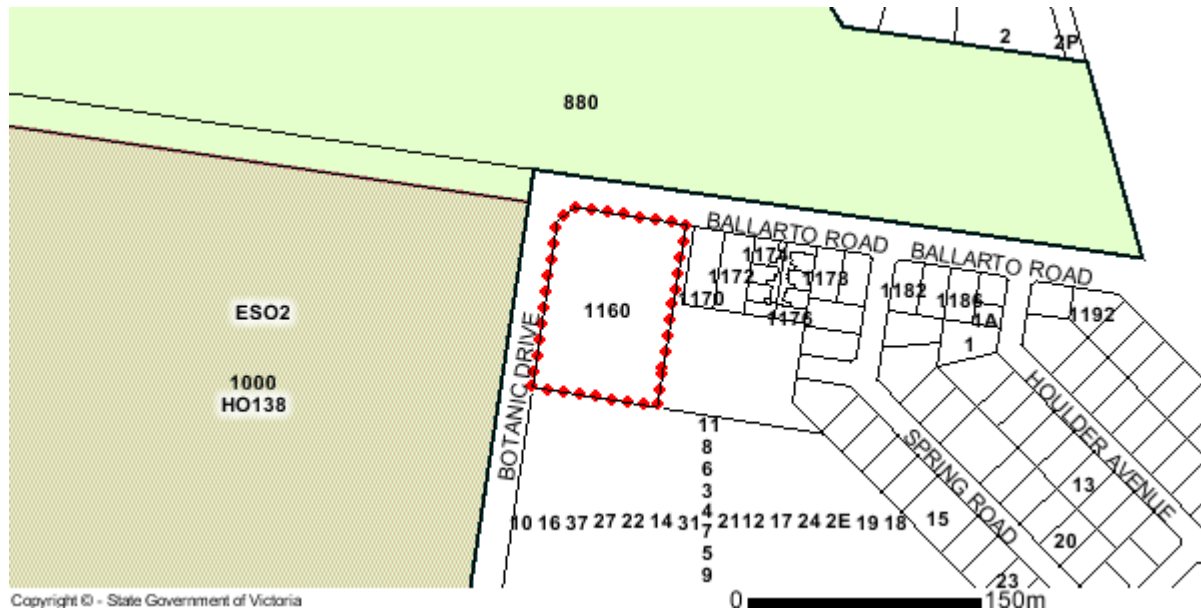 2
2P
880
BALLARTO ROAD
BALLARTO ROAD
1174
1172
1178
1170
1176
1182
1186
1A
1
1192
1160
ESO2
1000
HO138
BOTANIC DRIVE
HOULDER AVENUE
SPRING ROAD
11
8
6
3
4
10 16 37 27 22 14 31 7 21 12 17 24 2E 19 18 15
5
9
13
20
23
Copyright © - State Government of Victoria
0 150m